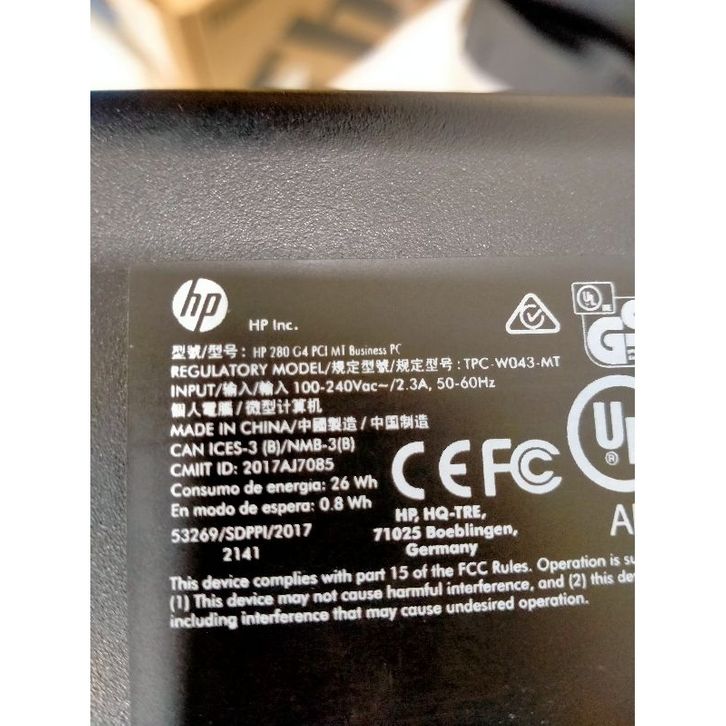 hp
HP Inc.
型號/型号: HP 280 G4 PCI MT Business PC
REGULATORY MODEL/規定型號/规定型号: TPC-W043-MT
INPUT/输入/輸入 100-240Vac~/2.3A, 50-60Hz
個人電腦/微型计算机
MADE IN CHINA/中國製造/中国制造
CAN ICES-3 (B)/NMB-3(B)
CMIIT ID: 2017AJ7085
Consumo de energia: 26 Wh
En modo de espera: 0.8 Wh
53269/SDPPI/2017
2141
CE FC
HP, HQ-TRE,
71025 Boeblingen,
Germany
UL
GS
UL
This device complies with part 15 of the FCC Rules. Operation is su
(1) This device may not cause harmful interference, and (2) this de
including interference that may cause undesired operation.